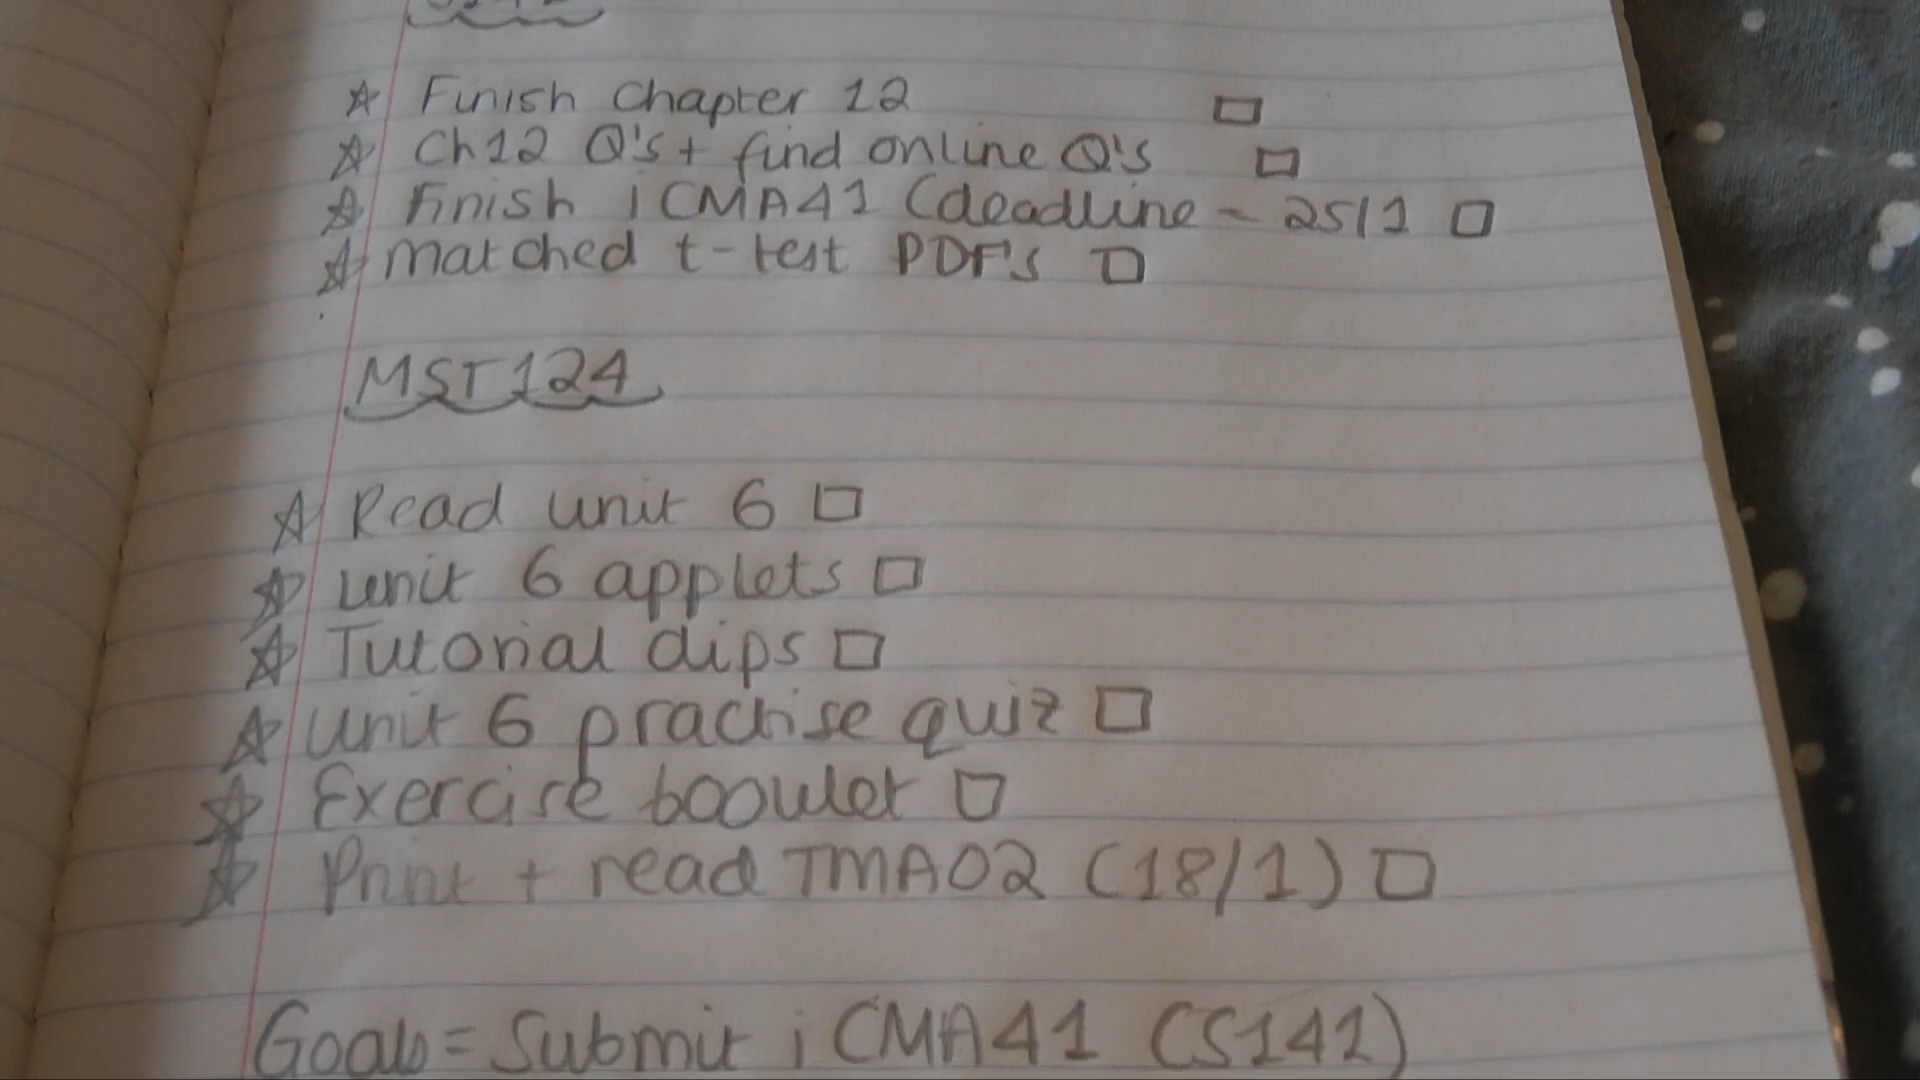 Finish Chapter 12
Ch12 Q's + find online Q's
Finish iCMA41 (deadline - 25/1
Matched t-test PDF's
MST124
Read unit 6
Unit 6 applets
Tutorial clips
Unit 6 practise quiz
Exercise booklet
Print + read TMA02 (18/1)
Goals = Submit iCMA41 (S141)